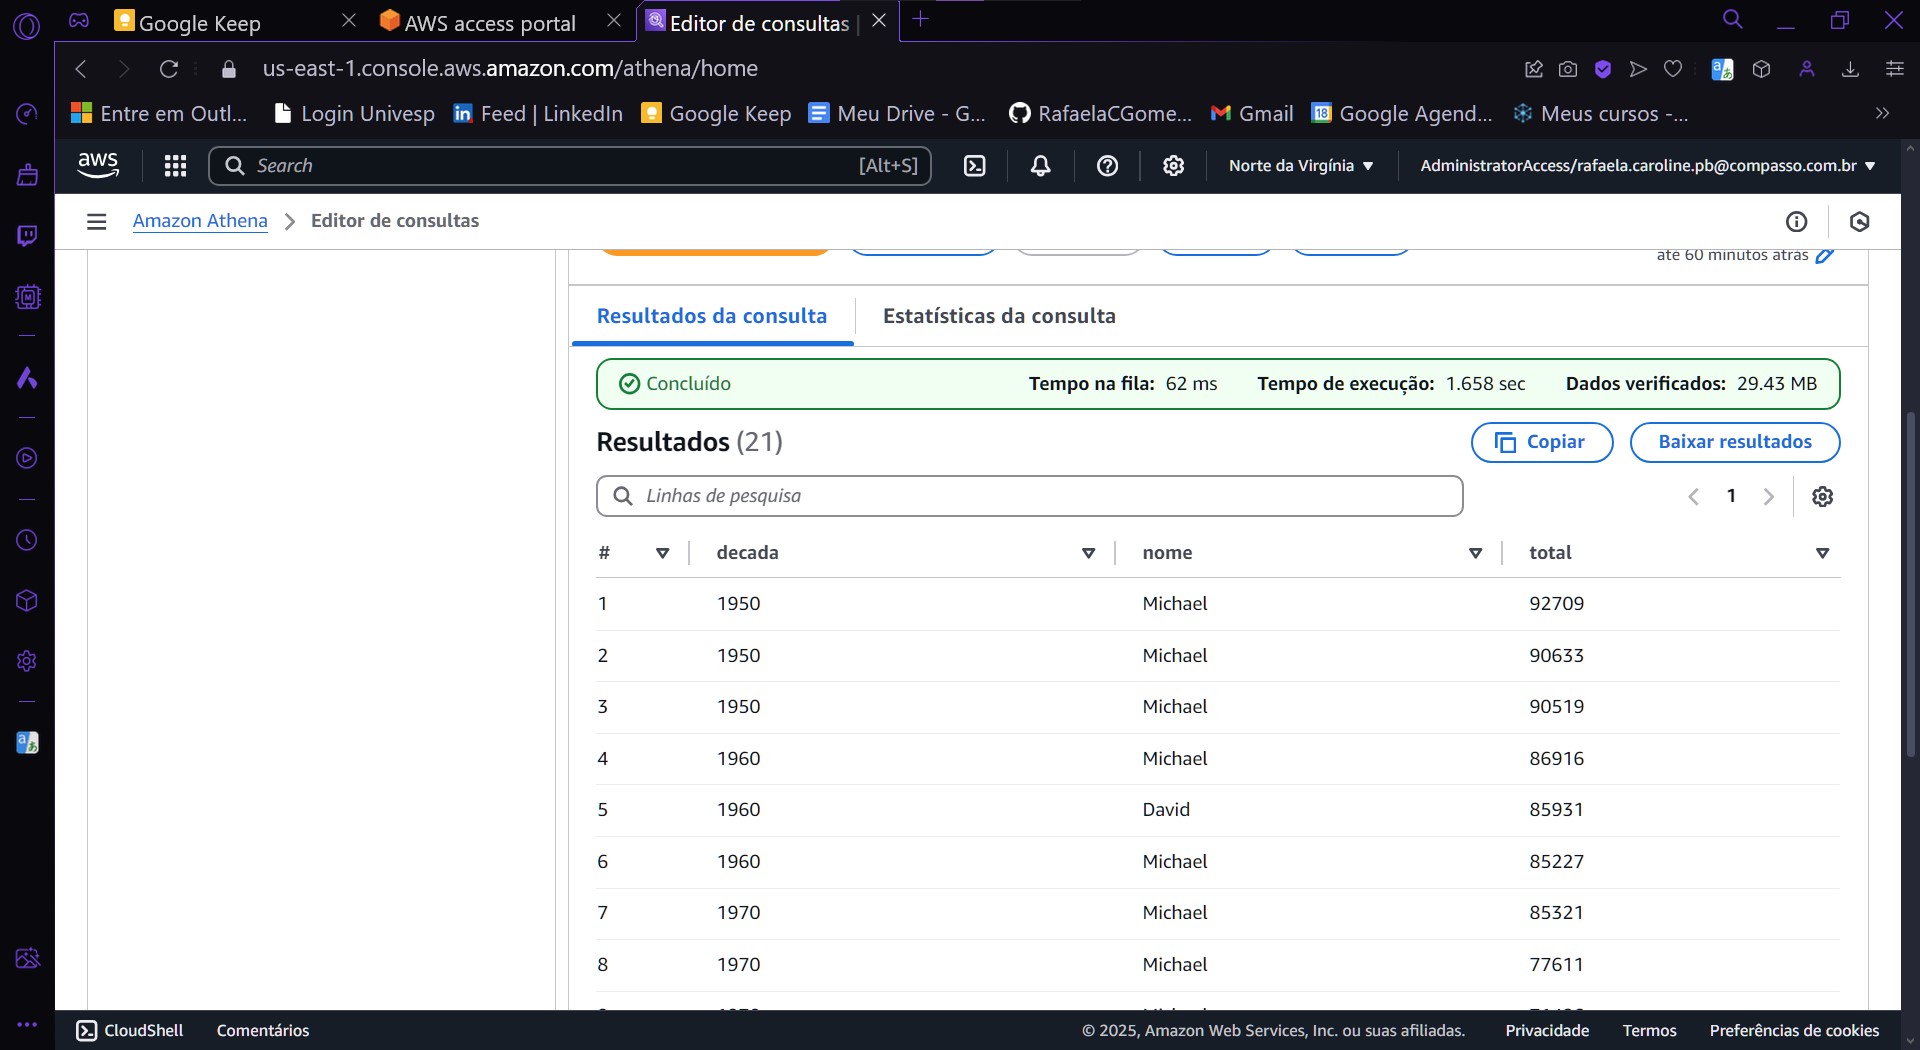 Google Keep
AWS access portal
Editor de consultas
us-east-1.console.aws.amazon.com/athena/home
Entre em Outl...
Login Univesp
Feed | LinkedIn
Google Keep
Meu Drive - G...
RafaelaCGome...
Gmail
18
Google Agend...
Meus cursos -...
aws
Search
[Alt+S]
Norte da Virgínia
AdministratorAccess/rafaela.caroline.pb@compasso.com.br
Amazon Athena
Editor de consultas
até 60 minutos atrás
Resultados da consulta
Estatísticas da consulta
Concluído
Tempo na fila: 62 ms
Tempo de execução: 1.658 sec
Dados verificados: 29.43 MB
Resultados (21)
Copiar
Baixar resultados
Linhas de pesquisa
1
# decada nome total
1 1950 Michael 92709
2 1950 Michael 90633
3 1950 Michael 90519
4 1960 Michael 86916
5 1960 David 85931
6 1960 Michael 85227
7 1970 Michael 85321
8 1970 Michael 77611
CloudShell
Comentários
© 2025, Amazon Web Services, Inc. ou suas afiliadas.
Privacidade
Termos
Preferências de cookies